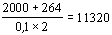 2000 + 264
0,1 × 2
= 11320